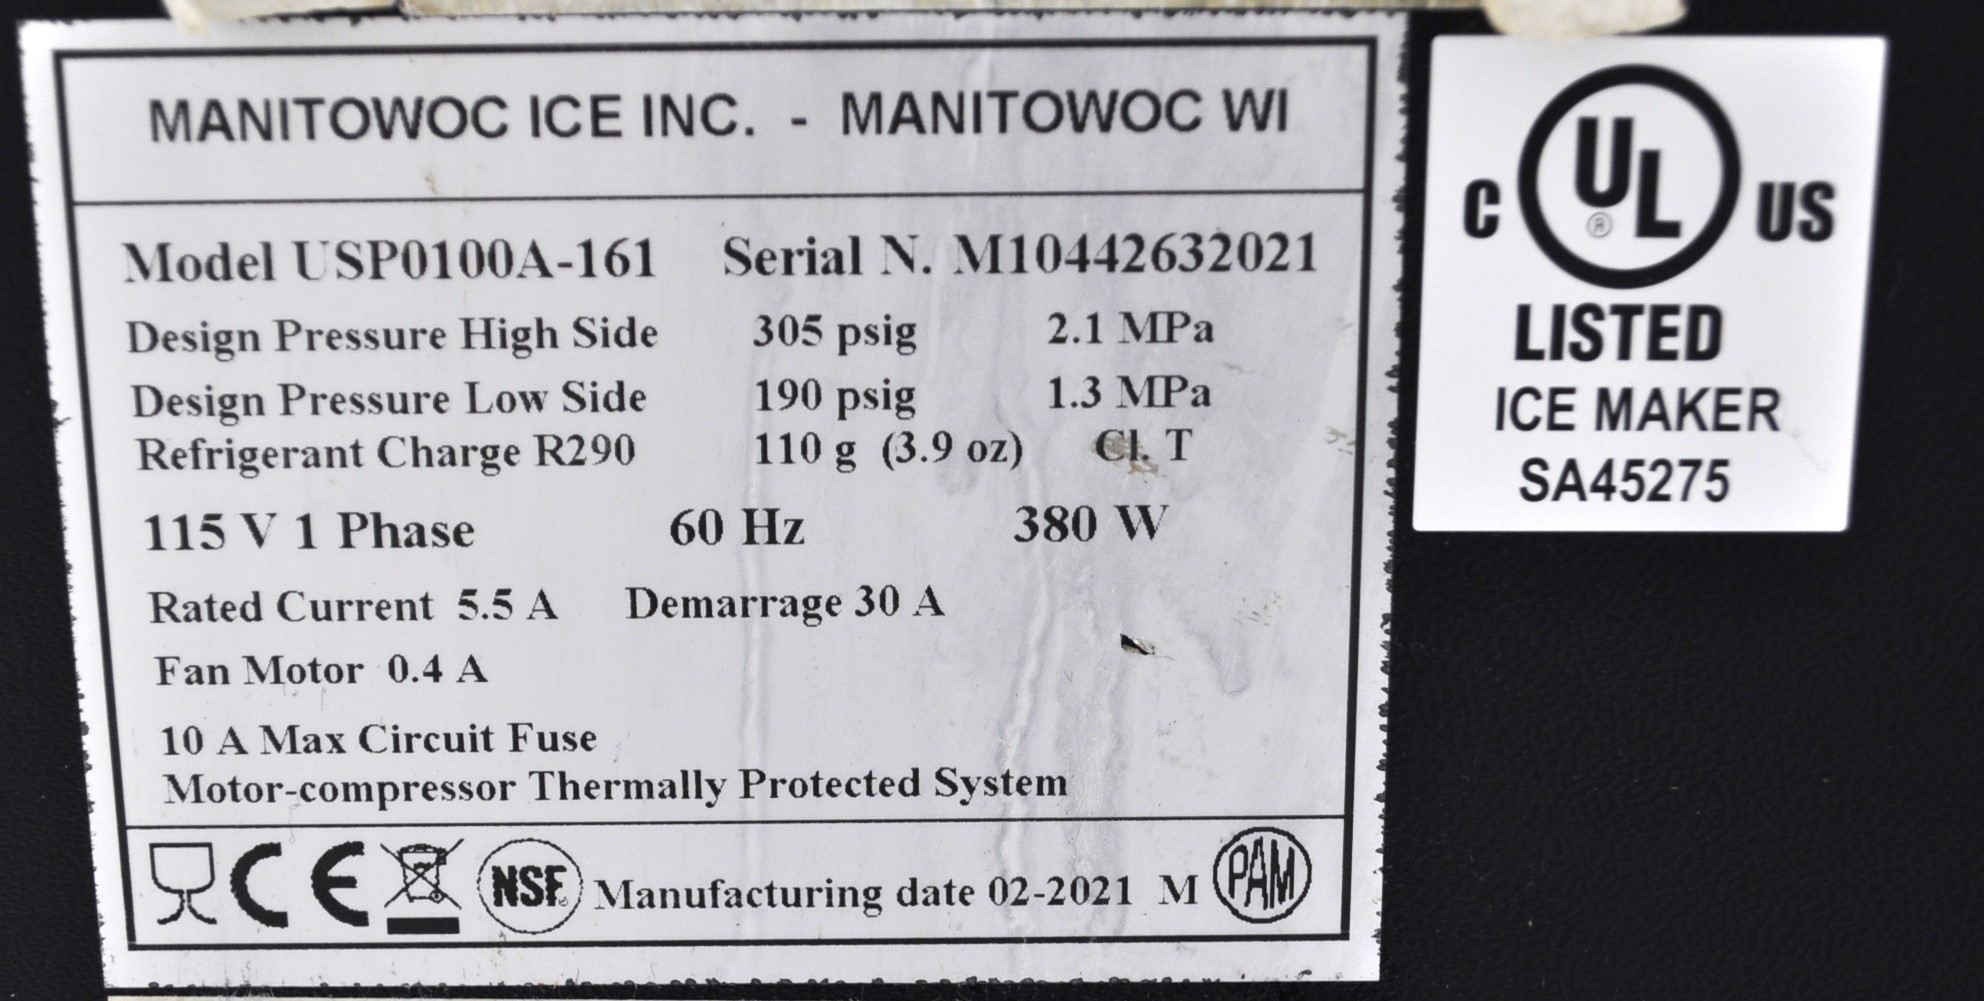 MANITOWOC ICE INC. - MANITOWOC WI
Model USP0100A-161 Serial N. M10442632021
Design Pressure High Side 305 psig 2.1 MPa
Design Pressure Low Side 190 psig 1.3 MPa
Refrigerant Charge R290 110 g (3.9 oz) Cl. T
115 V 1 Phase 60 Hz 380 W
Rated Current 5.5 A Demarrage 30 A
Fan Motor 0.4 A
10 A Max Circuit Fuse
Motor-compressor Thermally Protected System
CE NSF. Manufacturing date 02-2021 M PAM
C UL® US
LISTED
ICE MAKER
SA45275